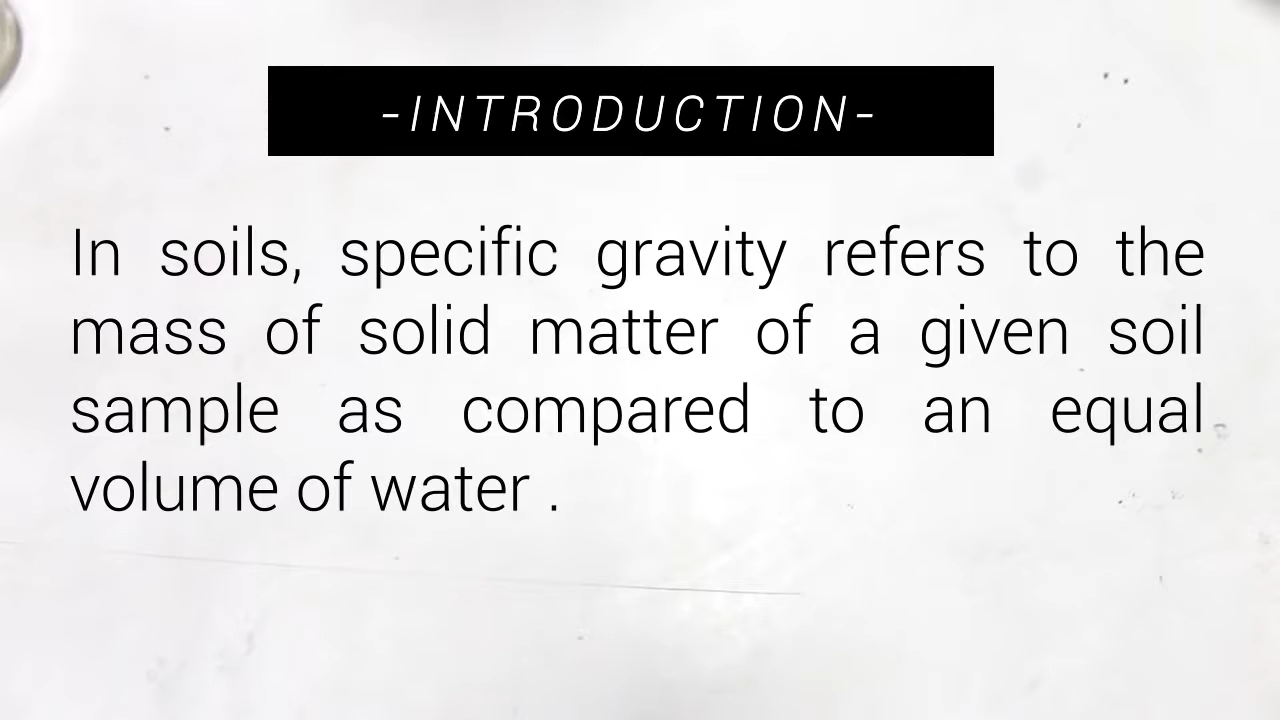 -INTRODUCTION-
In soils, specific gravity refers to the
mass of solid matter of a given soil
sample as compared to an equal
volume of water .